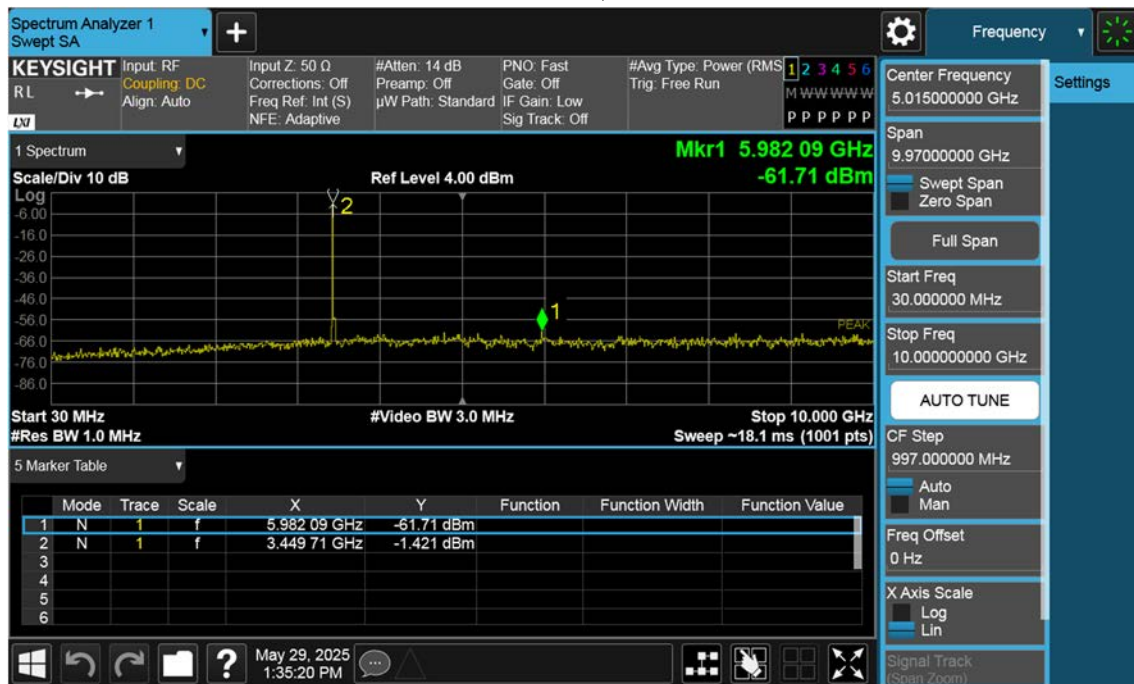 Spectrum Analyzer 1
Swept SA
Frequency
KEYSIGHT
RL
LXI
Input: RF
Coupling: DC
Align: Auto
Input Z: 50 Ω
Corrections: Off
Freq Ref: Int (S)
NFE: Adaptive
#Atten: 14 dB
Preamp: Off
µW Path: Standard
PNO: Fast
Gate: Off
IF Gain: Low
Sig Track: Off
#Avg Type: Power (RMS
Trig: Free Run
1 2 3 4 5 6
M W W W W W
P P P P P P
1 Spectrum
Scale/Div 10 dB
Ref Level 4.00 dBm
Mkr1 5.982 09 GHz
-61.71 dBm
Log
-6.00
-16.0
-26.0
-36.0
-46.0
-56.0
-66.0
-76.0
-86.0
2
1
PEAK
Start 30 MHz
#Video BW 3.0 MHz
Stop 10.000 GHz
#Res BW 1.0 MHz
Sweep ~18.1 ms (1001 pts)
5 Marker Table
Mode Trace Scale X Y Function Function Width Function Value
1 N 1 f 5.982 09 GHz -61.71 dBm
2 N 1 f 3.449 71 GHz -1.421 dBm
3
4
5
6
May 29, 2025
1:35:20 PM
Center Frequency
5.015000000 GHz
Span
9.97000000 GHz
Swept Span
Zero Span
Full Span
Start Freq
30.000000 MHz
Stop Freq
10.000000000 GHz
AUTO TUNE
CF Step
997.000000 MHz
Auto
Man
Freq Offset
0 Hz
X Axis Scale
Log
Lin
Signal Track
(Span Zoom)
Settings